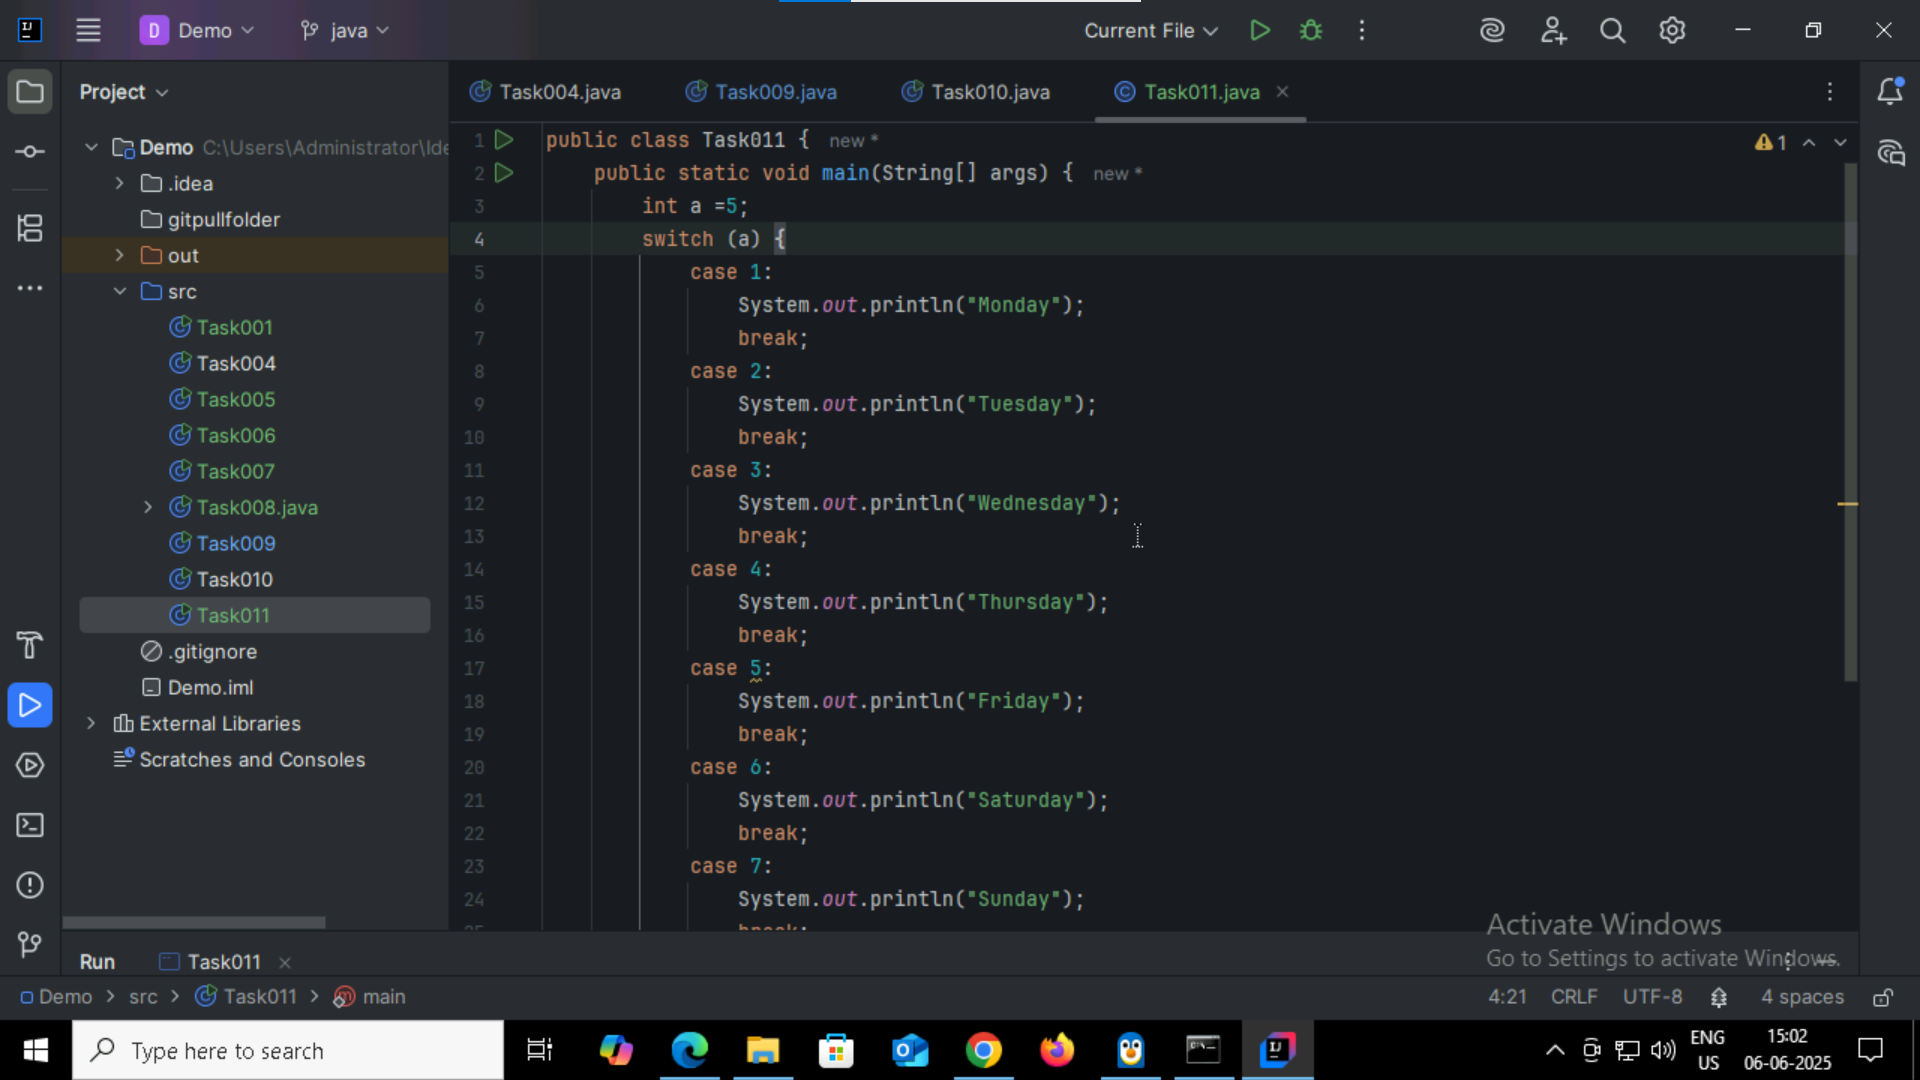 D Demo java Current File
Project
Task004.java Task009.java Task010.java Task011.java
Demo C:\Users\Administrator\Ide
.idea
gitpullfolder
out
src
Task001
Task004
Task005
Task006
Task007
Task008.java
Task009
Task010
Task011
.gitignore
Demo.iml
External Libraries
Scratches and Consoles
1 public class Task011 { new *
2 public static void main(String[] args) { new *
3 int a =5;
4 switch (a) {
5 case 1:
6 System.out.println("Monday");
7 break;
8 case 2:
9 System.out.println("Tuesday");
10 break;
11 case 3:
12 System.out.println("Wednesday");
13 break;
14 case 4:
15 System.out.println("Thursday");
16 break;
17 case 5:
18 System.out.println("Friday");
19 break;
20 case 6:
21 System.out.println("Saturday");
22 break;
23 case 7:
24 System.out.println("Sunday");
1
Activate Windows
Go to Settings to activate Windows.
Run Task011
Demo > src > Task011 > main 4:21 CRLF UTF-8 4 spaces
Type here to search
ENG
US
15:02
06-06-2025